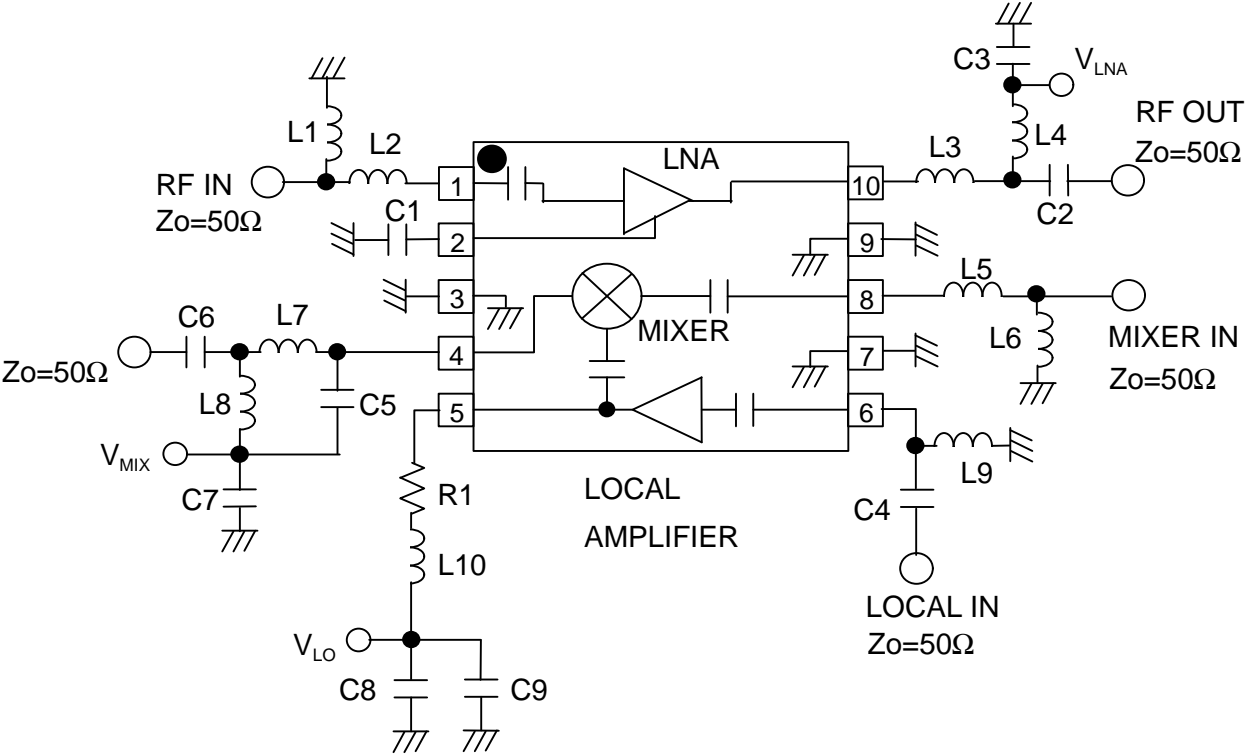 C3
V_LNA
RF OUT
Zo=50Ω
L1
L2
LNA
L3
L4
RF IN
Zo=50Ω
1
10
C2
C1
2
9
L5
3
8
MIXER
L6
MIXER IN
Zo=50Ω
C6
L7
Zo=50Ω
4
7
L8
C5
5
6
V_MIX
L9
C7
R1
LOCAL
AMPLIFIER
C4
L10
LOCAL IN
Zo=50Ω
V_LO
C8
C9